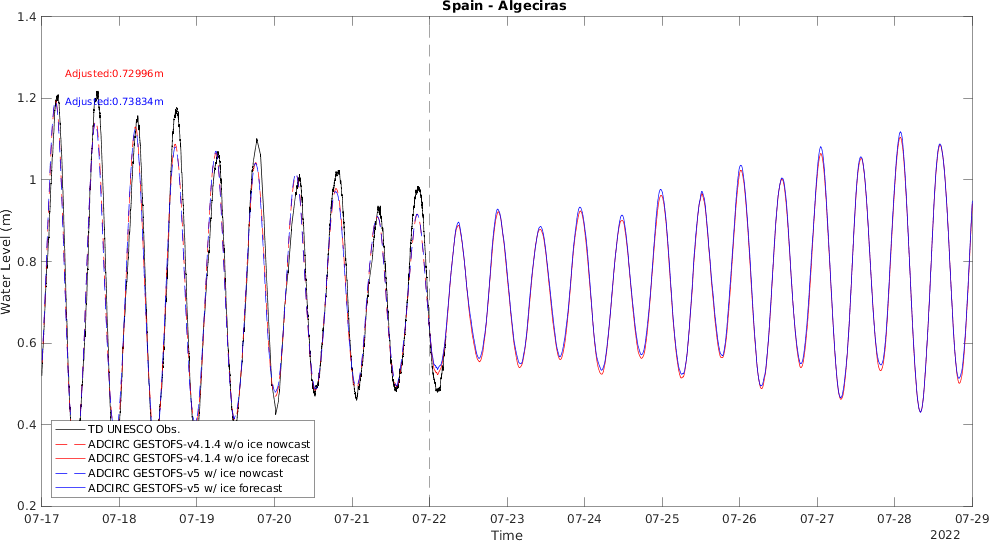 Spain - Algeciras
1.4
1.2
1
0.8
0.6
0.4
0.2
Water Level (m)
Adjusted:0.72996m
Adjusted:0.73834m
TD UNESCO Obs.
ADCIRC GESTOFS-v4.1.4 w/o ice nowcast
ADCIRC GESTOFS-v4.1.4 w/o ice forecast
ADCIRC GESTOFS-v5 w/ ice nowcast
ADCIRC GESTOFS-v5 w/ ice forecast
07-17 07-18 07-19 07-20 07-21 07-22 07-23 07-24 07-25 07-26 07-27 07-28 07-29
Time
2022